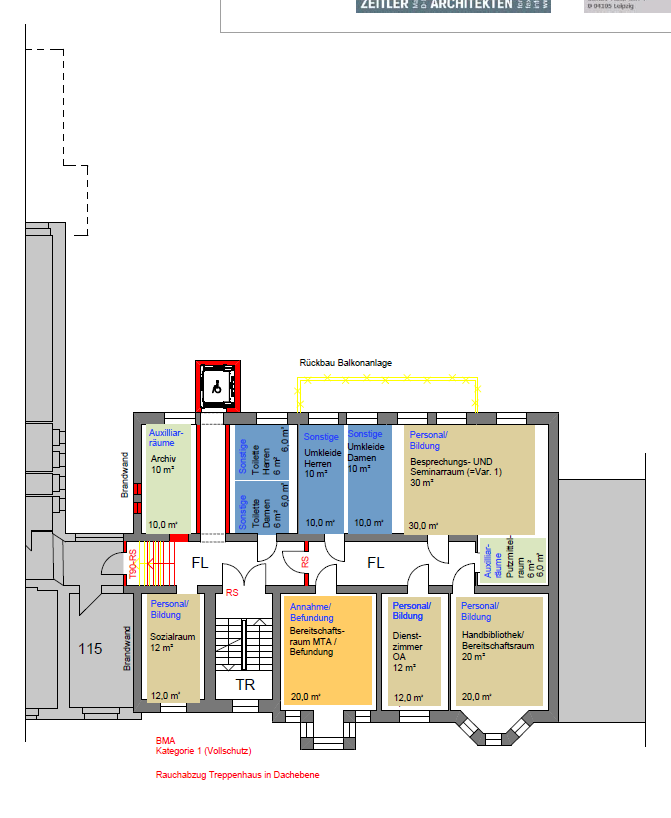 ZEITLER ARCHITEKTEN
D 04105 Leipzig
Rückbau Balkonanlage
Brandwand
Auxilliar-
räume
Archiv
10 m²
10,0 m²
Sonstige
Toilette
Herren
6 m²
6,0 m²
Sonstige
Toilette
Damen
6 m²
6,0 m²
Sonstige
Umkleide
Herren
10 m²
10,0 m²
Sonstige
Umkleide
Damen
10 m²
10,0 m²
Personal/
Bildung
Besprechungs- UND
Seminarraum (=Var. 1)
30 m²
30,0 m²
Auxiliar-
räume
Putzmittel-
raum
6 m²
6,0 m²
T90-RS
FL
RS
FL
RS
115
Brandwand
Personal/
Bildung
Sozialraum
12 m²
12,0 m²
TR
Annahme/
Befundung
Bereitschafts-
raum MTA /
Befundung
20,0 m²
Personal/
Bildung
Dienst-
zimmer
OA
12 m²
12,0 m²
Personal/
Bildung
Handbibliothek/
Bereitschaftsraum
20 m²
20,0 m²
BMA
Kategorie 1 (Vollschutz)
Rauchabzug Treppenhaus in Dachebene